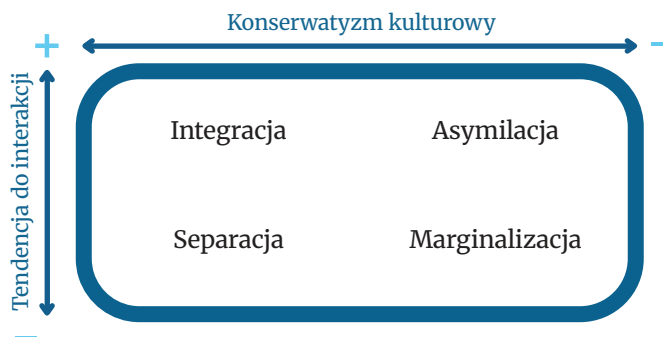 Konserwatyzm kulturowy
+
−
Tendencja do interakcji
Integracja
Asymilacja
Separacja
Marginalizacja
−